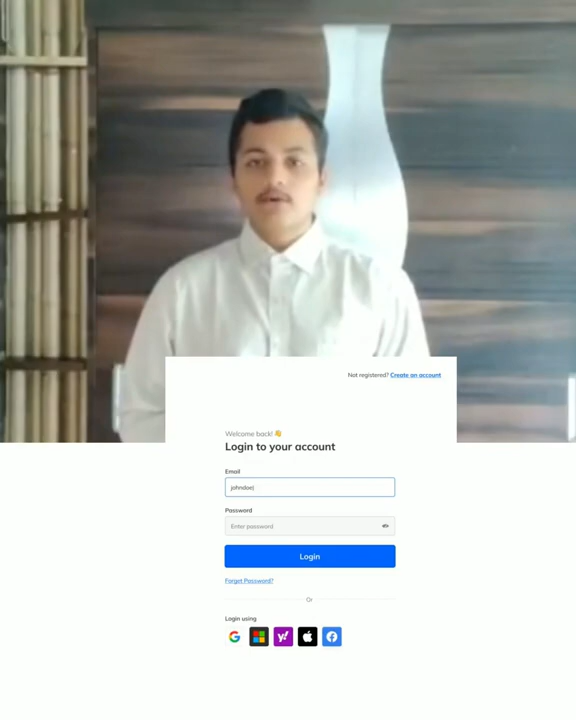 Not registered? Create an account
Welcome back! 👋
Login to your account
Email
johndoe
Password
Enter password
Login
Forget Password?
Or
Login using